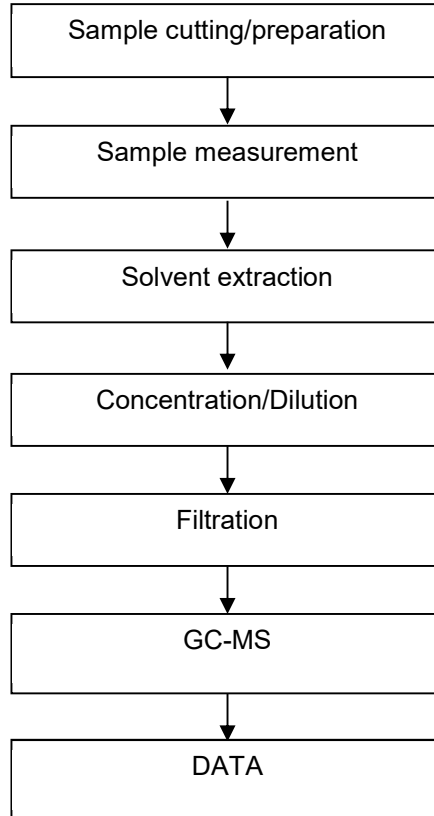 Sample cutting/preparation
Sample measurement
Solvent extraction
Concentration/Dilution
Filtration
GC-MS
DATA